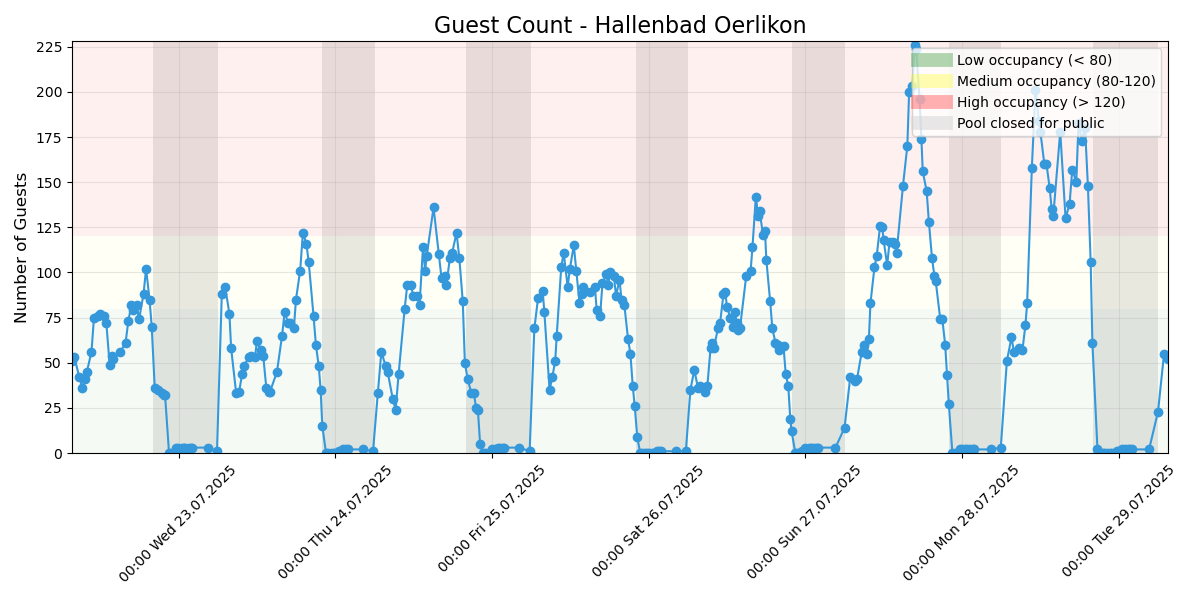 Guest Count - Hallenbad Oerlikon
Number of Guests
225
200
175
150
125
100
75
50
25
0
Low occupancy (< 80)
Medium occupancy (80-120)
High occupancy (> 120)
Pool closed for public
00:00 Wed 23.07.2025
00:00 Thu 24.07.2025
00:00 Fri 25.07.2025
00:00 Sat 26.07.2025
00:00 Sun 27.07.2025
00:00 Mon 28.07.2025
00:00 Tue 29.07.2025